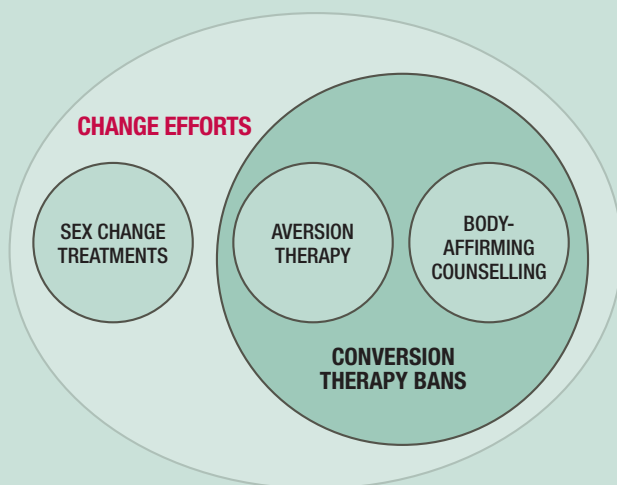 CHANGE EFFORTS
SEX CHANGE
TREATMENTS
AVERSION
THERAPY
BODY-
AFFIRMING
COUNSELLING
CONVERSION
THERAPY BANS